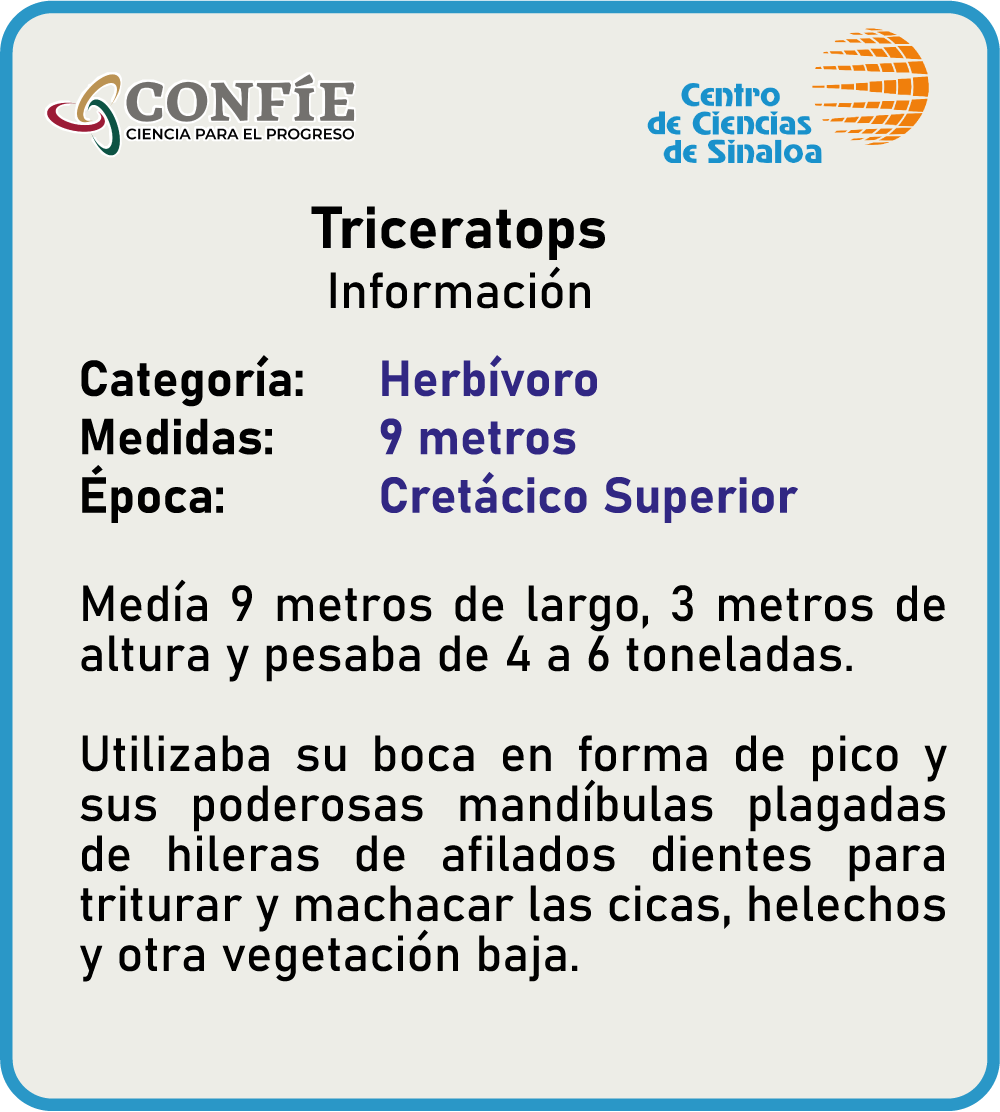 CONFÍE
CIENCIA PARA EL PROGRESO
Centro
de Ciencias
de Sinaloa
Triceratops
Información
Categoría: Herbívoro
Medidas: 9 metros
Época: Cretácico Superior
Medía 9 metros de largo, 3 metros de
altura y pesaba de 4 a 6 toneladas.
Utilizaba su boca en forma de pico y
sus poderosas mandíbulas plagadas
de hileras de afilados dientes para
triturar y machacar las cicas, helechos
y otra vegetación baja.